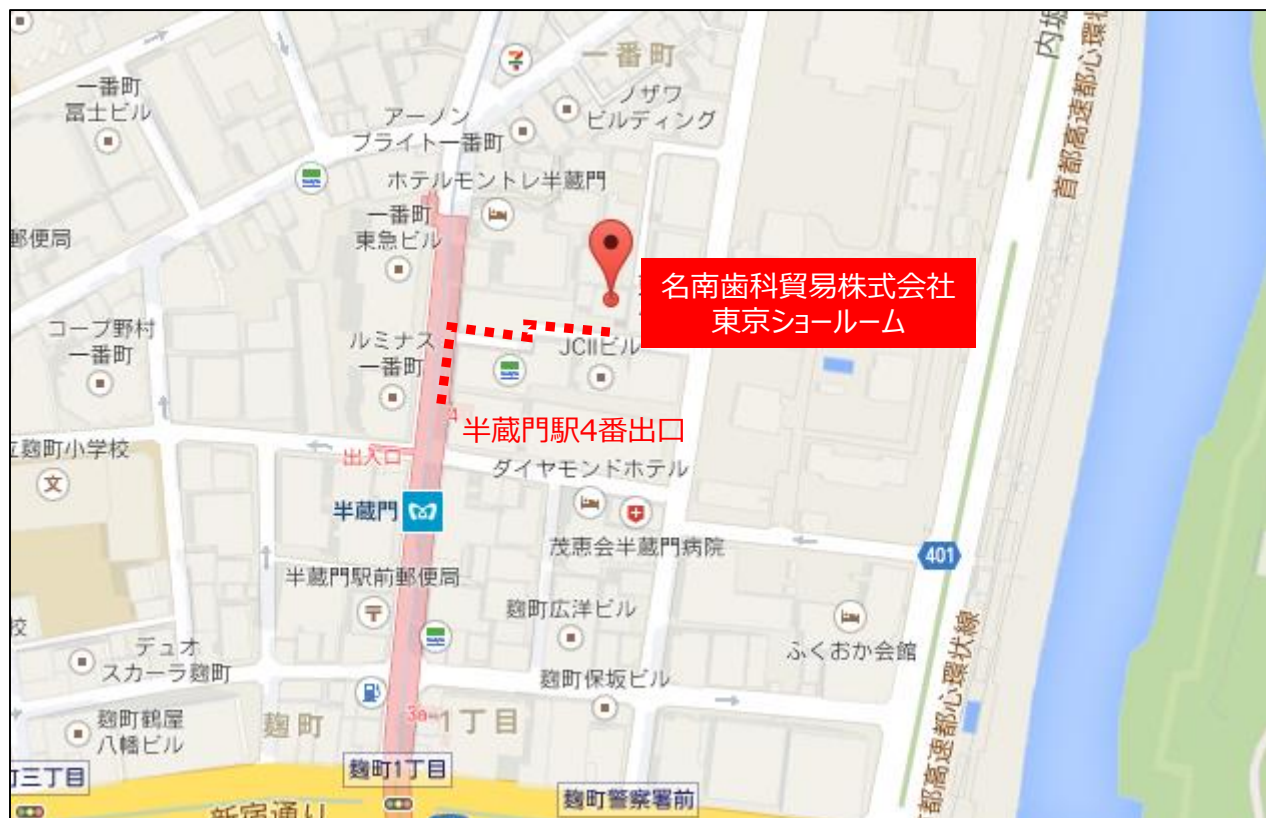 一番町
冨士ビル
アーノン
ブライト一番町
一番町
ノザワ
ビルディング
内坂
首都高速都心環状
ホテルモントレ半蔵門
一番町
東急ビル
郵便局
名南歯科貿易株式会社
東京ショールーム
コープ野村
一番町
ルミナス
一番町
JCIIビル
4
半蔵門駅4番出口
立麹町小学校
文
出入口
ダイヤモンドホテル
半蔵門
茂恵会半蔵門病院
401
半蔵門駅前郵便局
麹町広洋ビル
校
デュオ
スカーラ麹町
ふくおか会館
麹町保坂ビル
麹町鶴屋
八幡ビル
麹町
3a
1丁目
町三丁目
麹町1丁目
麹町警察署前
新宿通り
都高速都心環状線